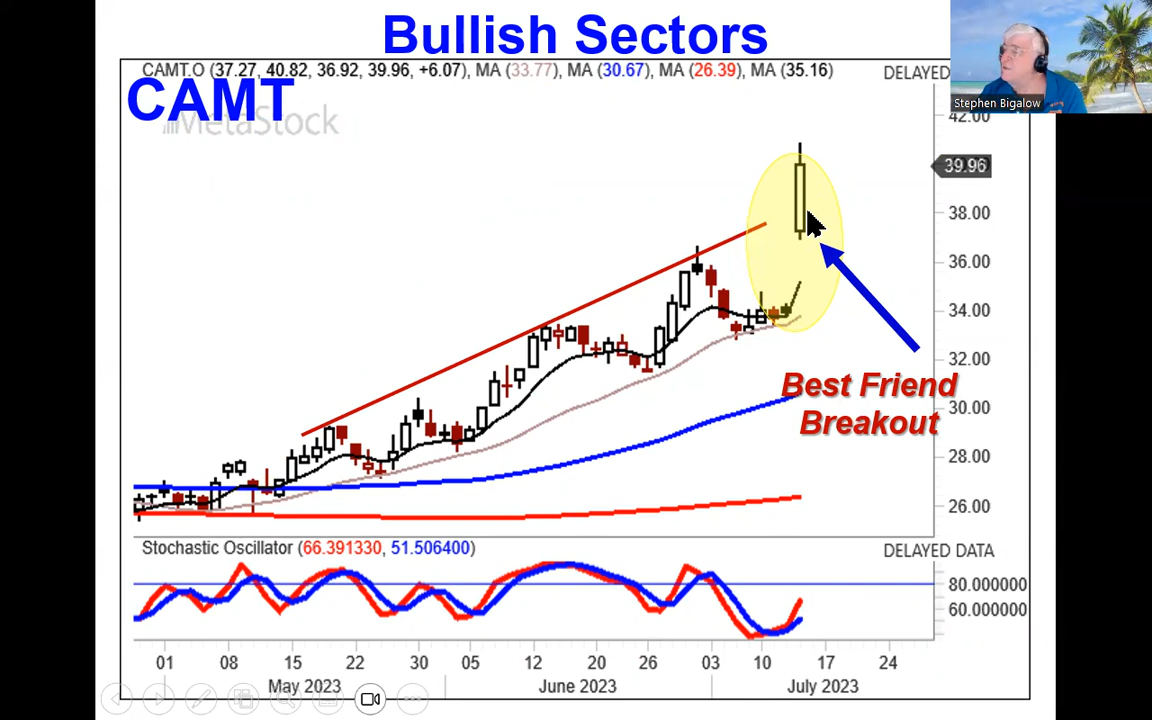 Bullish Sectors
Stephen Bigalow
CAMT.O (37.27, 40.82, 36.92, 39.96, +6.07), MA (33.77), MA (30.67), MA (26.39), MA (35.16)
DELAYED
CAMT
MetaStock
42.00
39.96
38.00
36.00
34.00
32.00
30.00
28.00
26.00
Best Friend
Breakout
Stochastic Oscillator (66.391330, 51.506400)
DELAYED DATA
80.000000
60.000000
01 08 15 22 30 05 12 20 26 03 10 17 24
May 2023 June 2023 July 2023